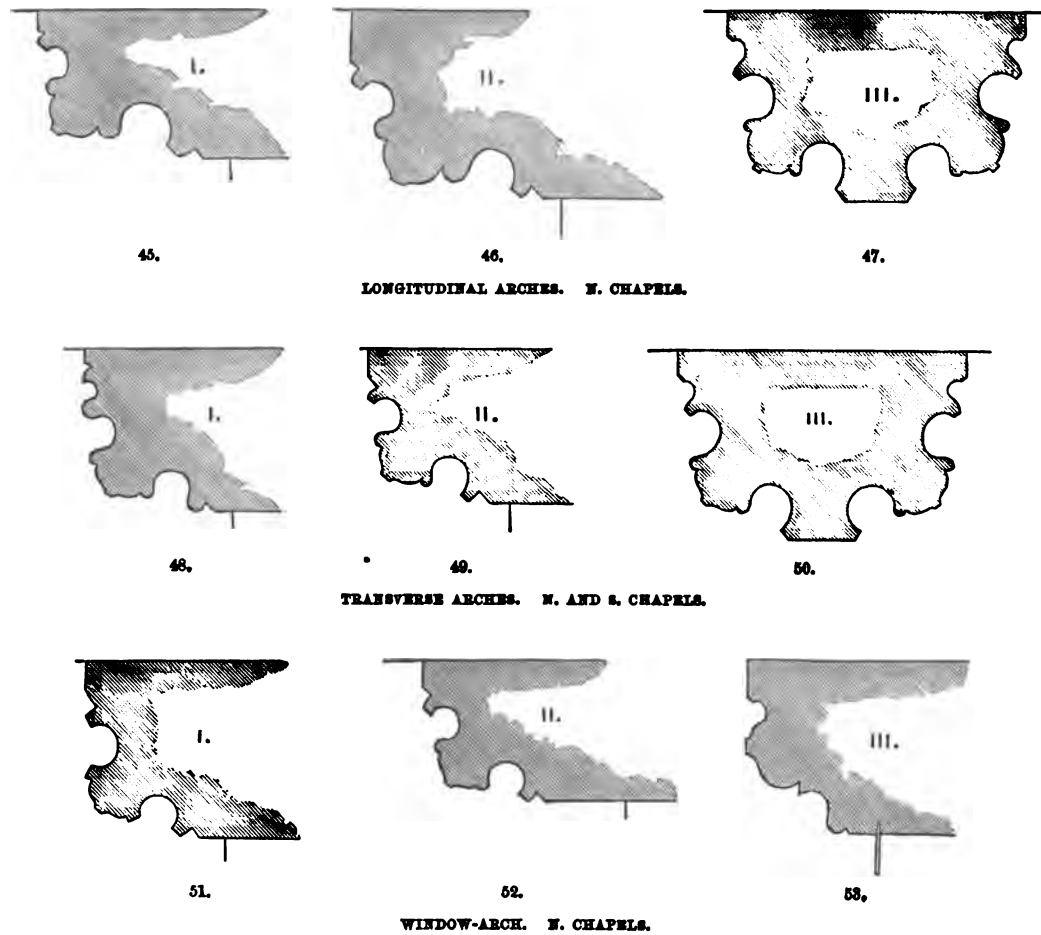 I. II. III.
45. 46. 47.
LONGITUDINAL ARCHES. N. CHAPELS.
I. II. III.
48. 49. 50.
TRANSVERSE ARCHES. N. AND S. CHAPELS.
I. II. III.
51. 52. 53.
WINDOW-ARCH. N. CHAPELS.